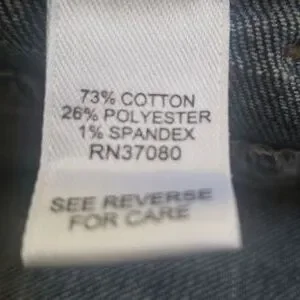 73% COTTON
26% POLYESTER
1% SPANDEX
RN37080
SEE REVERSE
FOR CARE